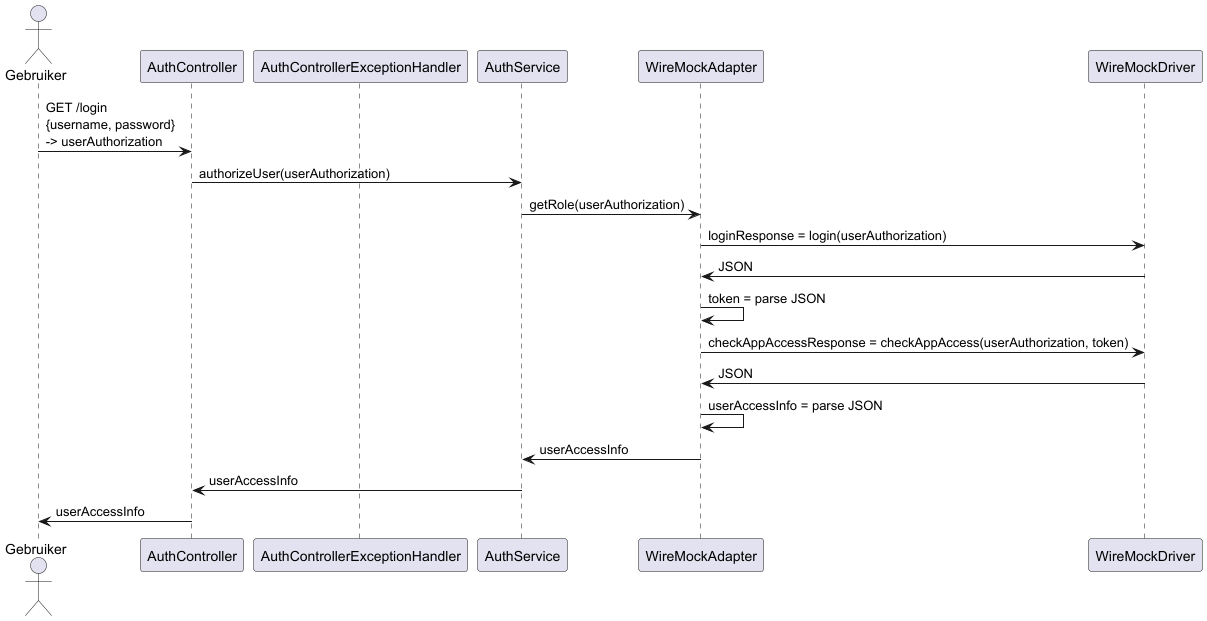 Gebruiker
AuthController
AuthControllerExceptionHandler
AuthService
WireMockAdapter
WireMockDriver
GET /login
{username, password}
-> userAuthorization
authorizeUser(userAuthorization)
getRole(userAuthorization)
loginResponse = login(userAuthorization)
JSON
token = parse JSON
checkAppAccessResponse = checkAppAccess(userAuthorization, token)
JSON
userAccessInfo = parse JSON
userAccessInfo
userAccessInfo
userAccessInfo
Gebruiker
AuthController
AuthControllerExceptionHandler
AuthService
WireMockAdapter
WireMockDriver